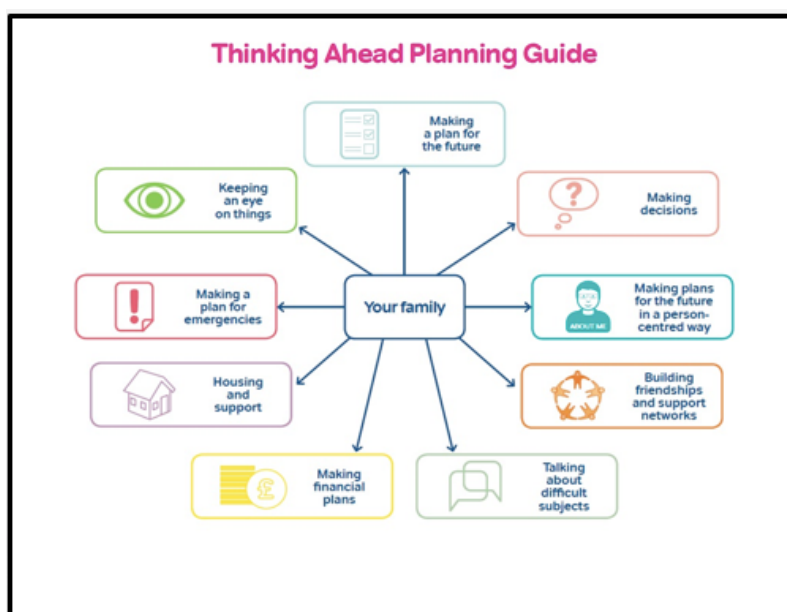 Thinking Ahead Planning Guide
Making
a plan for
the future
Keeping
an eye
on things
?
Making
decisions
Making a
plan for
emergencies
!
Your family
ABOUT ME
Making plans
for the future
in a person-
centred way
Housing
and
support
Building
friendships
and support
networks
£
Making
financial
plans
Talking
about
difficult
subjects